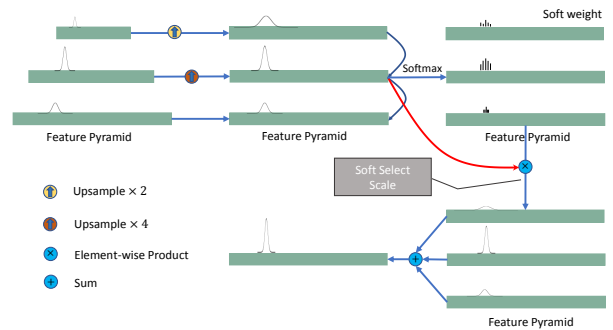 Soft weight
Softmax
Feature Pyramid
Feature Pyramid
Feature Pyramid
Soft Select
Scale
Upsample × 2
Upsample × 4
Element-wise Product
Sum
Feature Pyramid